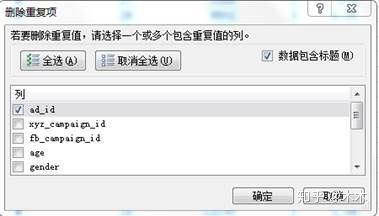 删除重复项
若要删除重复值，请选择一个或多个包含重复值的列。
全选(A)
取消全选(U)
数据包含标题(M)
列
ad_id
xyz_campaign_id
fb_campaign_id
age
gender
确定
取消